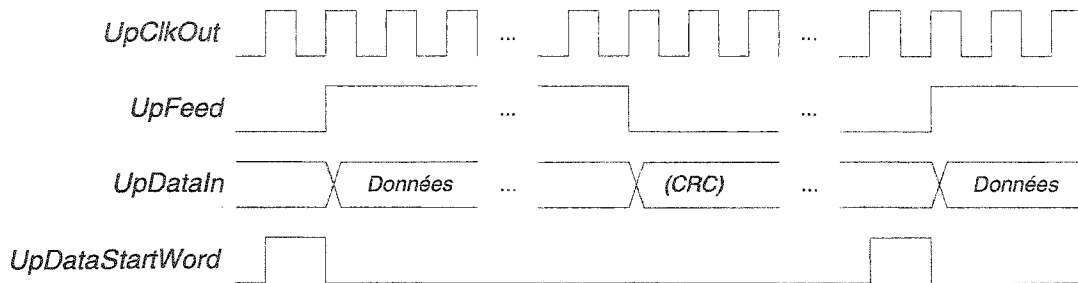 UpClkOut ... ...
UpFeed ... ...
UpDataIn Données ... (CRC) ... Données
UpDataStartWord